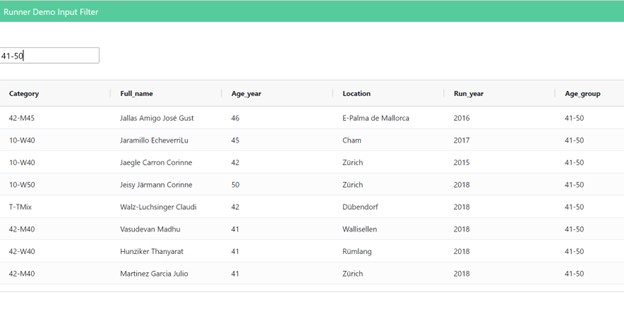 Runner Demo Input Filter
41-50
Category Full_name Age_year Location Run_year Age_group
42-M45 Jallas Amigo José Gust 46 E-Palma de Mallorca 2016 41-50
10-W40 Jaramillo EcheverriLu 45 Cham 2017 41-50
10-W40 Jaegle Carron Corinne 42 Zürich 2015 41-50
10-W50 Jeisy Järmann Corinne 50 Zürich 2018 41-50
T-TMix Walz-Luchsinger Claudi 42 Dübendorf 2018 41-50
42-M40 Vasudevan Madhu 41 Wallisellen 2018 41-50
42-W40 Hunziker Thanyarat 41 Rümlang 2018 41-50
42-M40 Martinez Garcia Julio 41 Zürich 2018 41-50